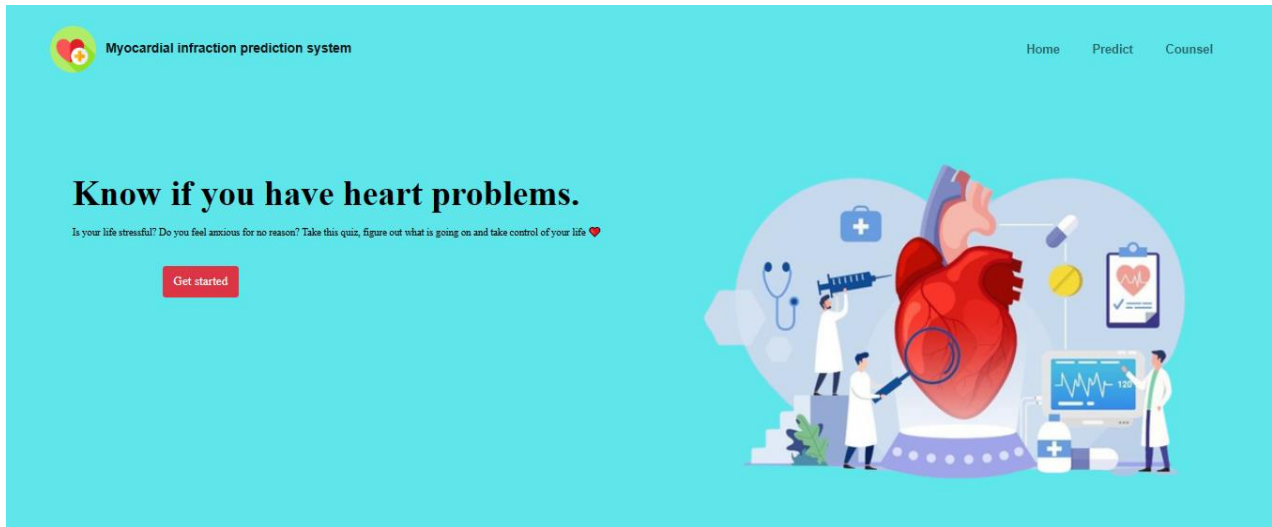 Myocardial infraction prediction system
Home Predict Counsel
Know if you have heart problems.
Is your life stressful? Do you feel anxious for no reason? Take this quiz, figure out what is going on and take control of your life ❤
Get started
120